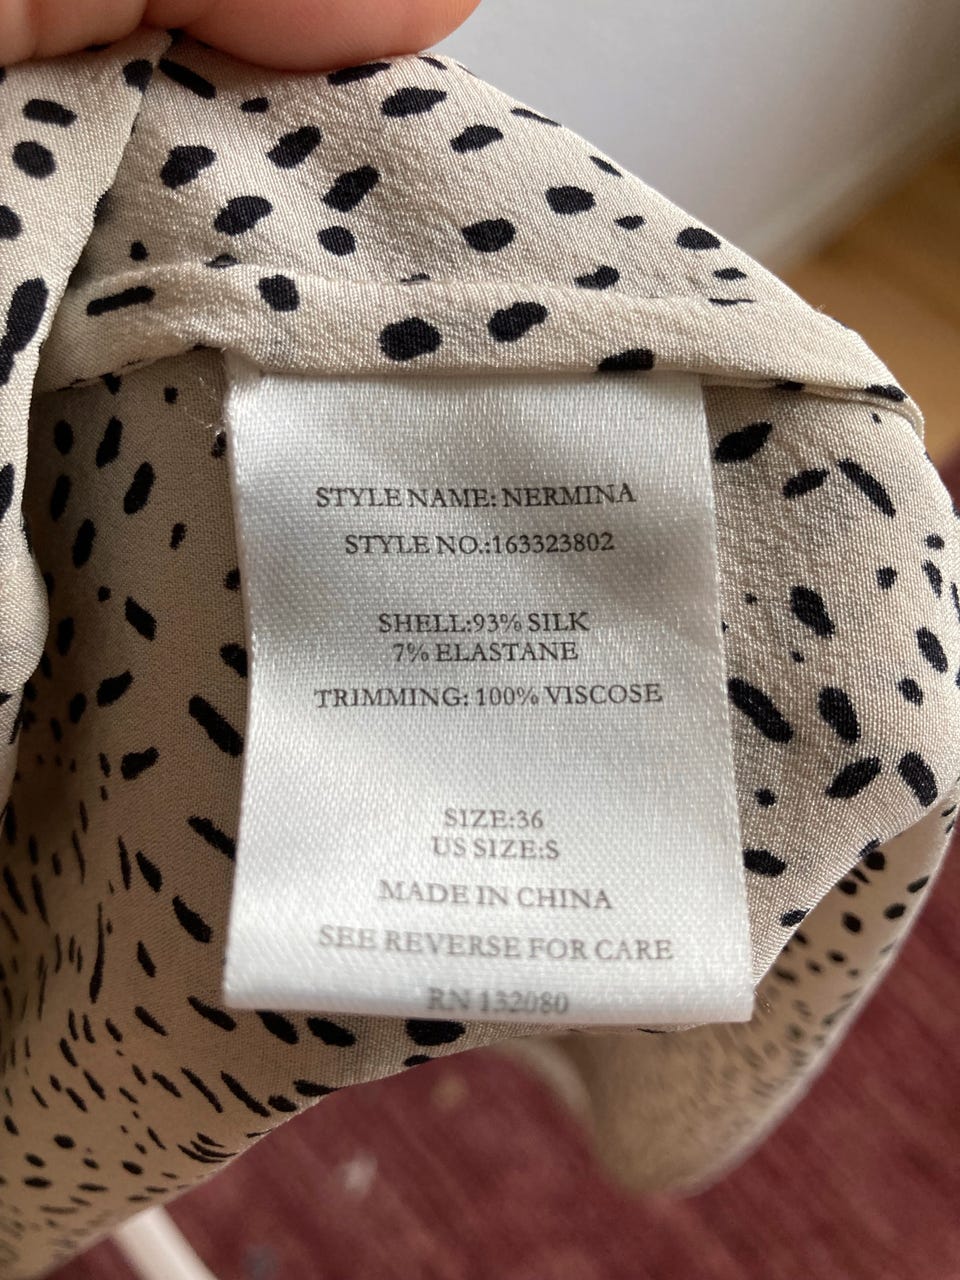 STYLE NAME: NERMINA
STYLE NO.:163323802
SHELL:93% SILK
7% ELASTANE
TRIMMING: 100% VISCOSE
SIZE:36
US SIZE:S
MADE IN CHINA
SEE REVERSE FOR CARE
RN 132080